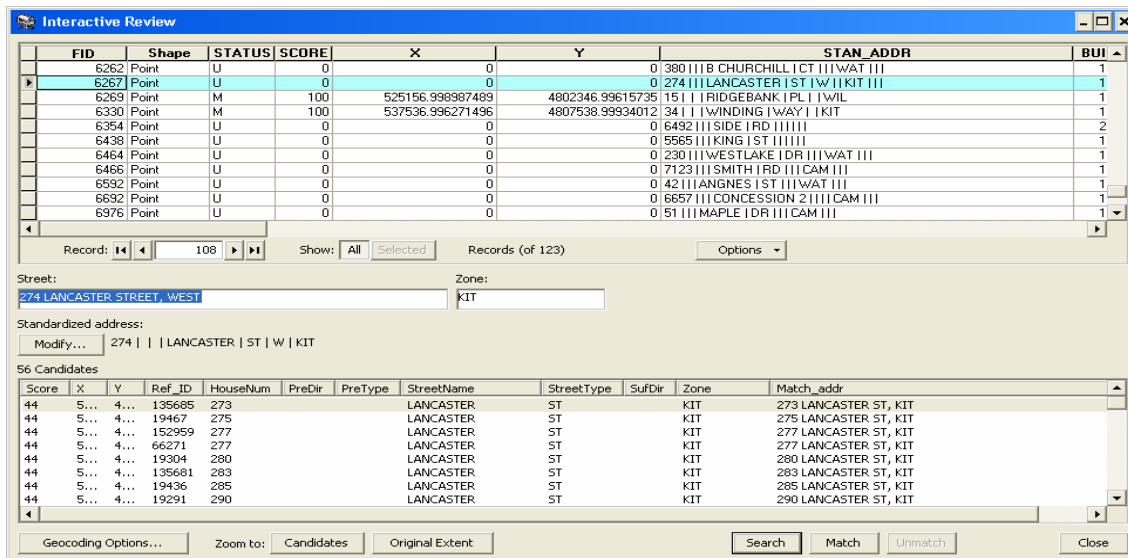 Interactive Review
FID Shape STATUS SCORE X Y STAN_ADDR BUI
6262 Point U 0 0 0 380 | | | B CHURCHILL | CT | | | WAT | | |
6267 Point U 0 0 0 274 | | | LANCASTER | ST | W | | KIT | | | 1
6269 Point M 100 525156.998987489 4802346.99615735 15 | | | RIDGEBANK | PL | | WIL 1
6330 Point M 100 537536.996271496 4807538.99934012 34 | | | WINDING | WAY | | KIT 1
6354 Point U 0 0 0 6492 | | | SIDE | RD | | | | | | 2
6438 Point U 0 0 0 5565 | | | KING | ST | | | | | | 1
6464 Point U 0 0 0 230 | | | WESTLAKE | DR | | | WAT | | | 1
6466 Point U 0 0 0 7123 | | | SMITH | RD | | | CAM | | | 1
6592 Point U 0 0 0 42 | | | ANGNES | ST | | | WAT | | | 1
6692 Point U 0 0 0 6657 | | | CONCESSION 2 | | | | CAM | | | 1
6976 Point U 0 0 0 51 | | | MAPLE | DR | | | CAM | | | 1
Record: 108 Show: All Selected Records (of 123) Options
Street: Zone:
274 LANCASTER STREET, WEST KIT
Standardized address:
Modify... 274 | | | LANCASTER | ST | W | KIT
56 Candidates
Score X Y Ref_ID HouseNum PreDir PreType StreetName StreetType SufDir Zone Match_addr
44 5... 4... 135685 273 LANCASTER ST KIT 273 LANCASTER ST, KIT
44 5... 4... 19467 275 LANCASTER ST KIT 275 LANCASTER ST, KIT
44 5... 4... 152959 277 LANCASTER ST KIT 277 LANCASTER ST, KIT
44 5... 4... 66271 277 LANCASTER ST KIT 277 LANCASTER ST, KIT
44 5... 4... 19304 280 LANCASTER ST KIT 280 LANCASTER ST, KIT
44 5... 4... 135681 283 LANCASTER ST KIT 283 LANCASTER ST, KIT
44 5... 4... 19436 285 LANCASTER ST KIT 285 LANCASTER ST, KIT
44 5... 4... 19291 290 LANCASTER ST KIT 290 LANCASTER ST, KIT
Geocoding Options... Zoom to: Candidates Original Extent Search Match Unmatch Close